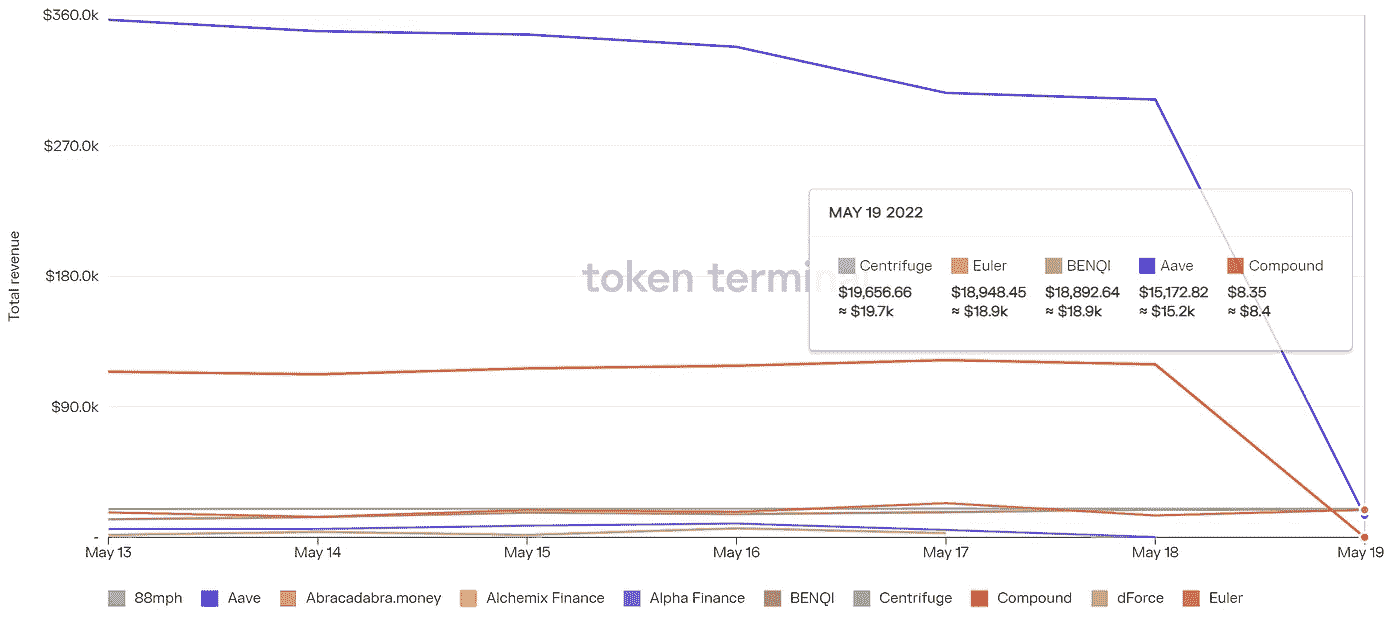 $360.0k
$270.0k
$180.0k
$90.0k
-
Total revenue
token terminal
MAY 19 2022
Centrifuge Euler BENQI Aave Compound
$19,656.66 $18,948.45 $18,892.64 $15,172.82 $8.35
≈ $19.7k ≈ $18.9k ≈ $18.9k ≈ $15.2k ≈ $8.4
May 13 May 14 May 15 May 16 May 17 May 18 May 19
88mph Aave Abracadabra.money Alchemix Finance Alpha Finance BENQI Centrifuge Compound dForce Euler